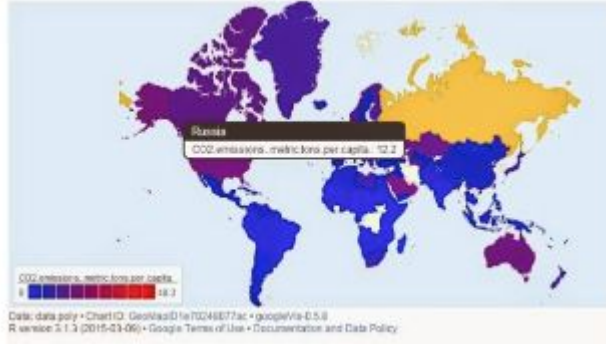 Russia
CO2.emissions..metric.tons.per.capita.: 12.2
CO2.emissions..metric.tons.per.capita.
Data: data.poly • Chart ID: • googleVis-0.5.8
R version 3.1.3 (2015-03-09) • Google Terms of Use • Documentation and Data Policy